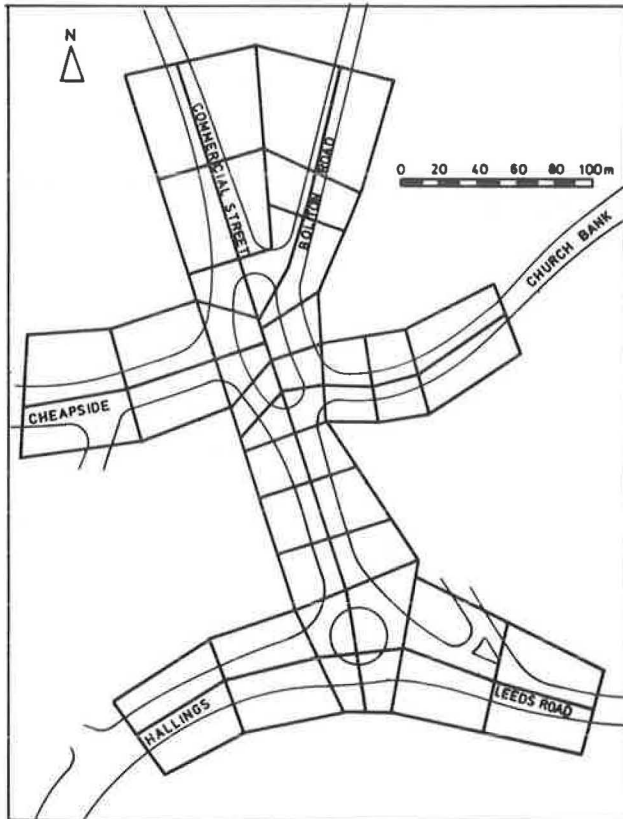 N
COMMERCIAL STREET
BOLTON ROAD
0 20 40 60 80 100m
CHURCH BANK
CHEAPSIDE
HALLINGS
LEEDS ROAD